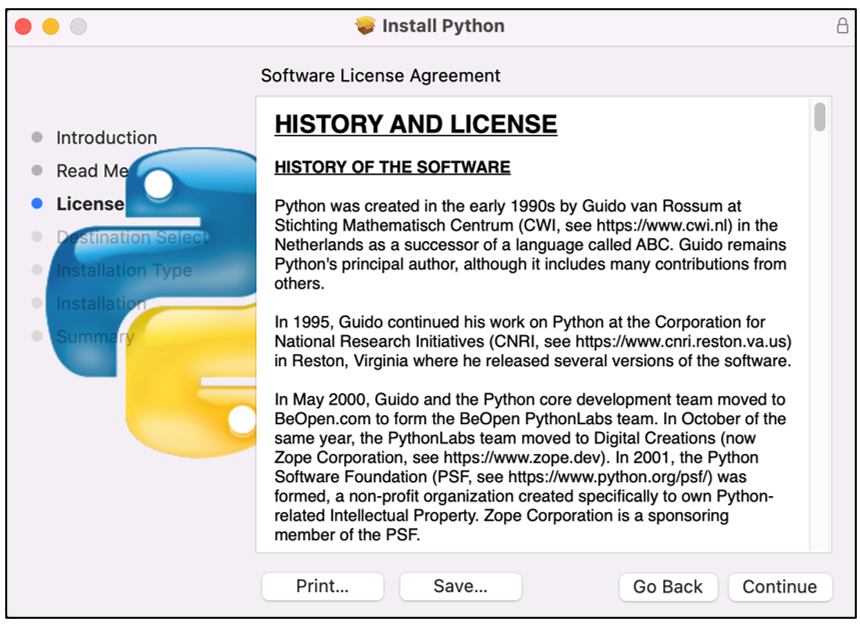 Install Python
Software License Agreement
Introduction
Read Me
License
Destination Select
Installation Type
Installation
Summary
HISTORY AND LICENSE
HISTORY OF THE SOFTWARE
Python was created in the early 1990s by Guido van Rossum at
Stichting Mathematisch Centrum (CWI, see https://www.cwi.nl) in the
Netherlands as a successor of a language called ABC. Guido remains
Python's principal author, although it includes many contributions from
others.
In 1995, Guido continued his work on Python at the Corporation for
National Research Initiatives (CNRI, see https://www.cnri.reston.va.us)
in Reston, Virginia where he released several versions of the software.
In May 2000, Guido and the Python core development team moved to
BeOpen.com to form the BeOpen PythonLabs team. In October of the
same year, the PythonLabs team moved to Digital Creations (now
Zope Corporation, see https://www.zope.dev). In 2001, the Python
Software Foundation (PSF, see https://www.python.org/psf/) was
formed, a non-profit organization created specifically to own Python-
related Intellectual Property. Zope Corporation is a sponsoring
member of the PSF.
Print...
Save...
Go Back
Continue